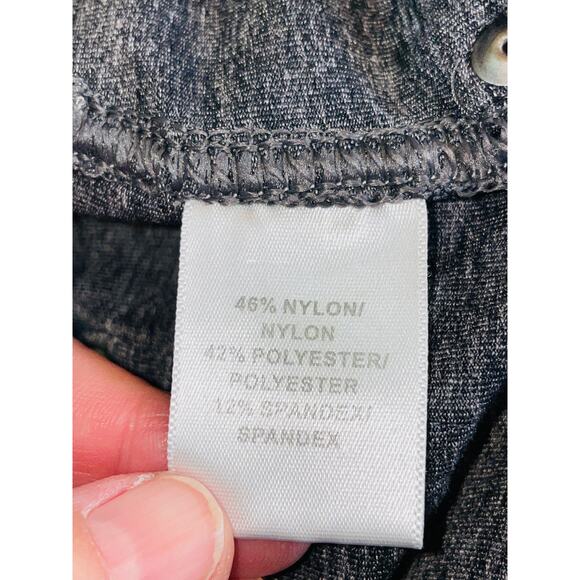 46% NYLON/
NYLON
42% POLYESTER/
POLYESTER
12% SPANDEX/
SPANDEX